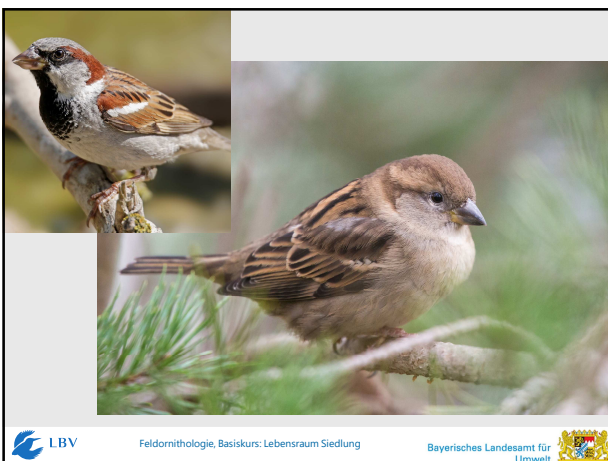 LBV
Feldornithologie, Basiskurs: Lebensraum Siedlung
Bayerisches Landesamt für
Umwelt